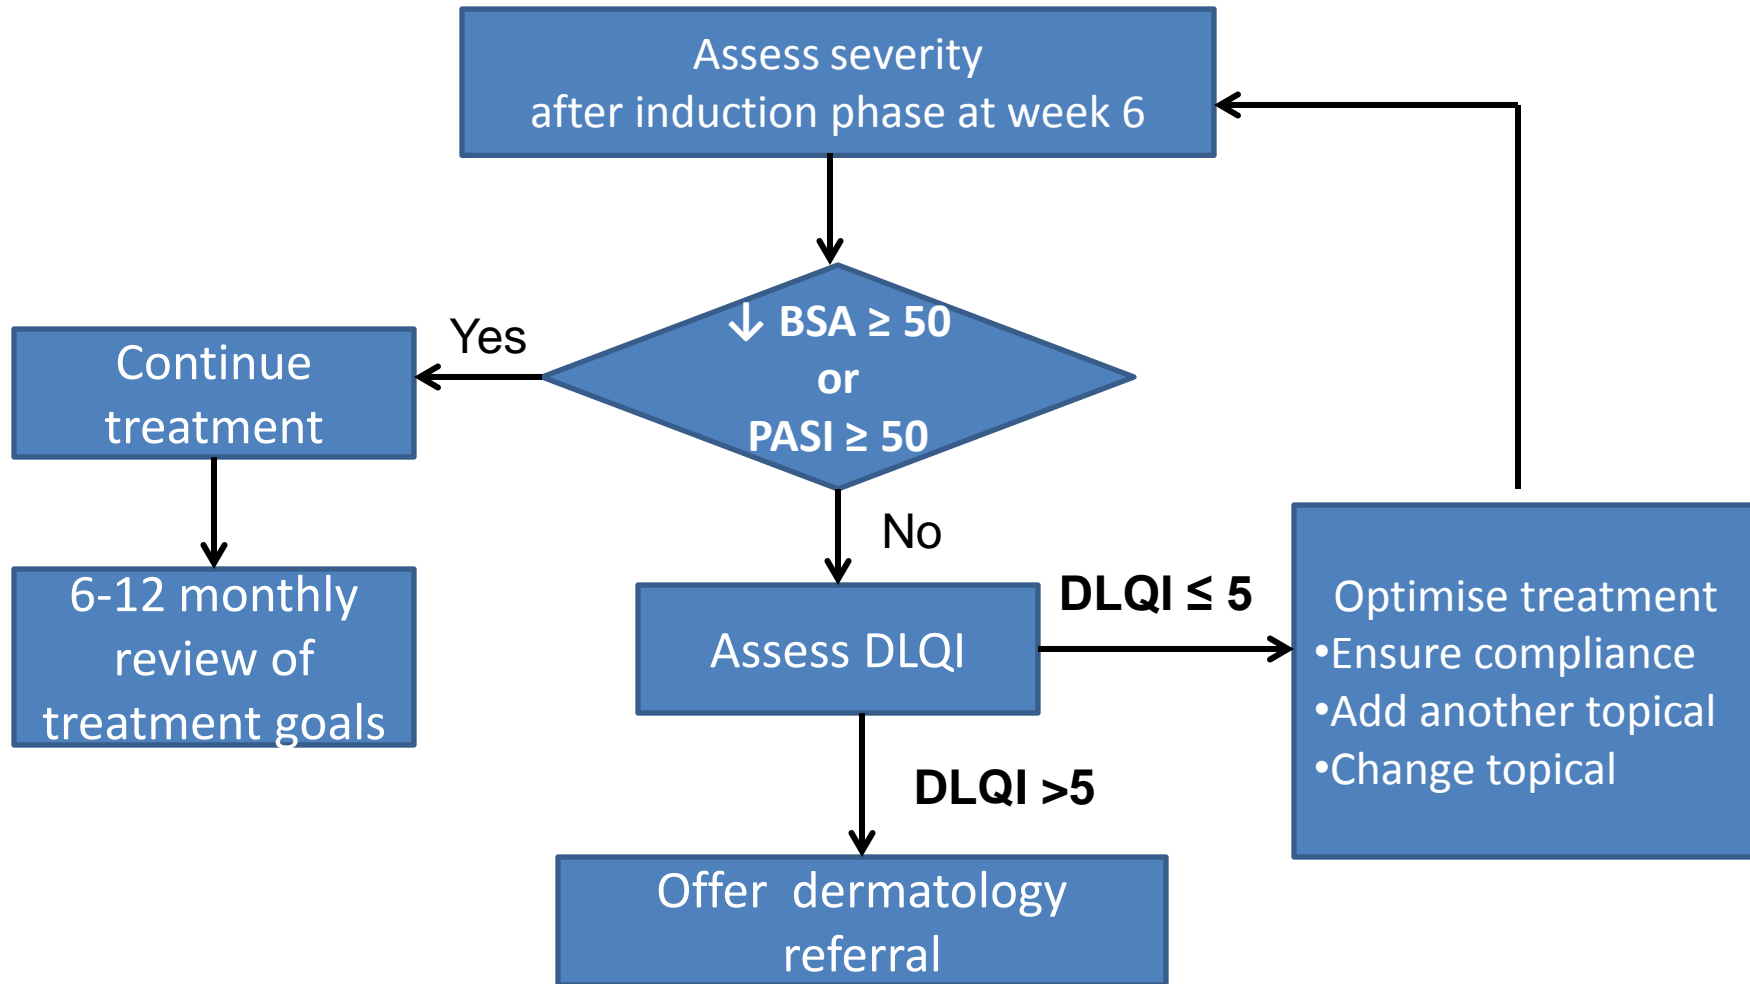 Assess severity
after induction phase at week 6
↓ BSA ≥ 50
or
PASI ≥ 50
Yes
Continue
treatment
6-12 monthly
review of
treatment goals
No
Assess DLQI
DLQI ≤ 5
Optimise treatment
•Ensure compliance
•Add another topical
•Change topical
DLQI >5
Offer  dermatology
referral